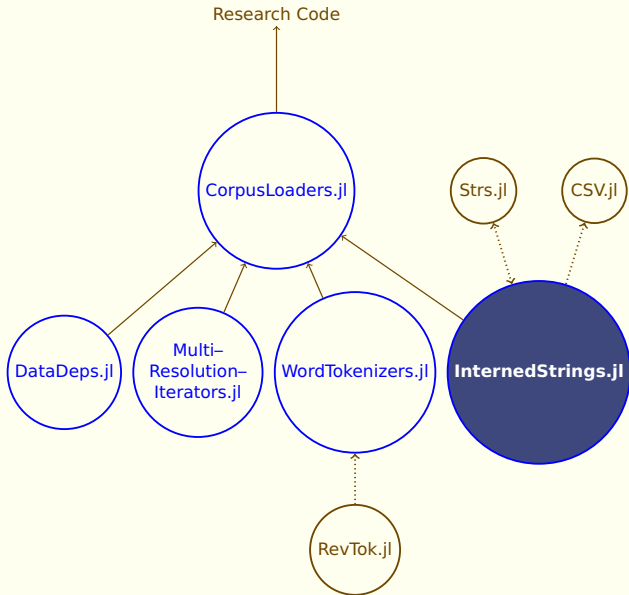 Research Code
CorpusLoaders.jl
Strs.jl
CSV.jl
DataDeps.jl
Multi–
Resolution–
Iterators.jl
WordTokenizers.jl
InternedStrings.jl
RevTok.jl